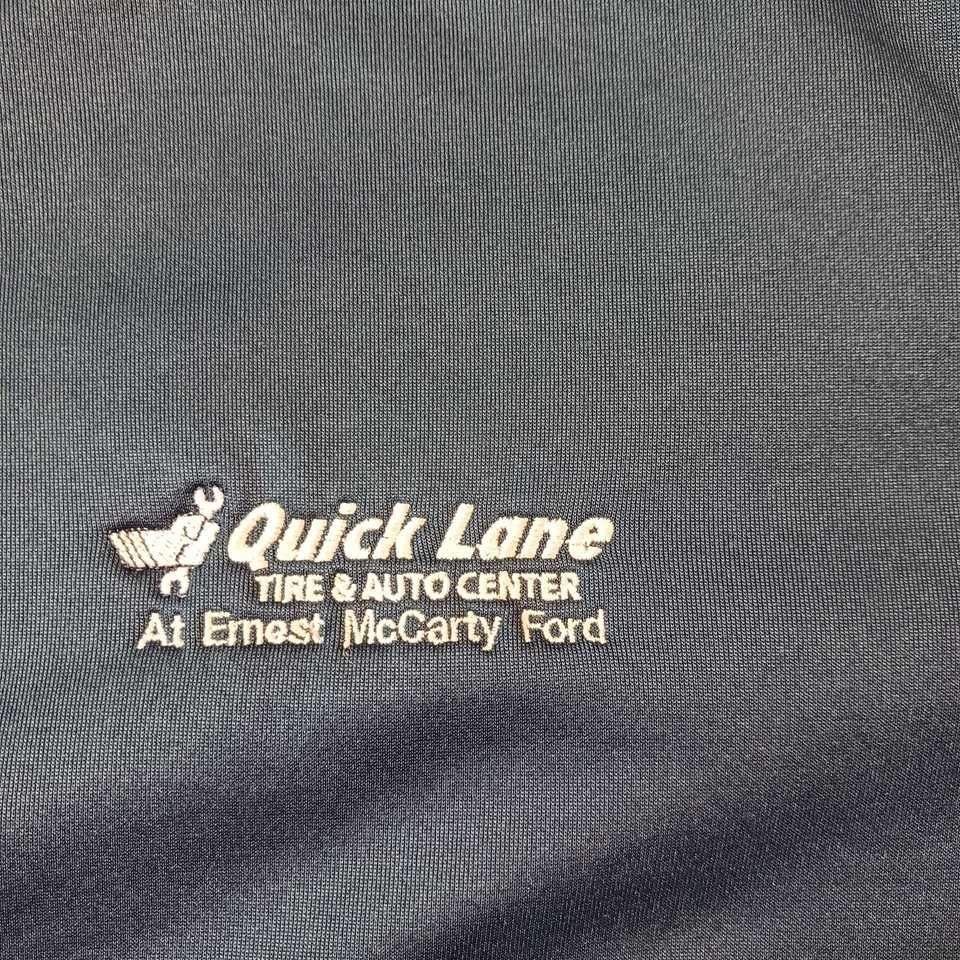 Quick Lane
TIRE & AUTO CENTER
At Ernest McCarty Ford